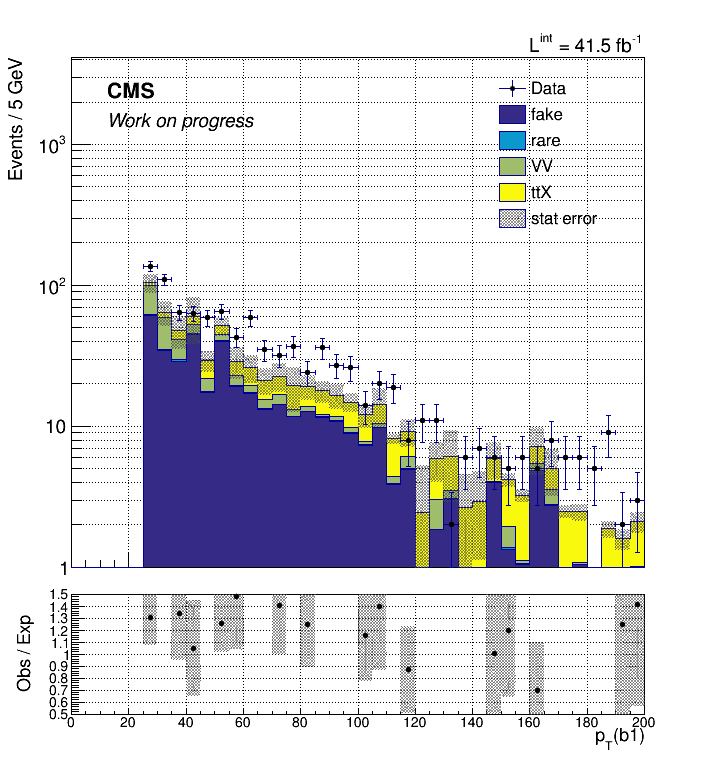 L^int = 41.5 fb^-1
Events / 5 GeV
CMS
Work on progress
Data
fake
rare
VV
ttX
stat error
10^3
10^2
10
1
Obs / Exp
1.5
1.4
1.3
1.2
1.1
1
0.9
0.8
0.7
0.6
0.5
0 20 40 60 80 100 120 140 160 180 200
p_T(b1)